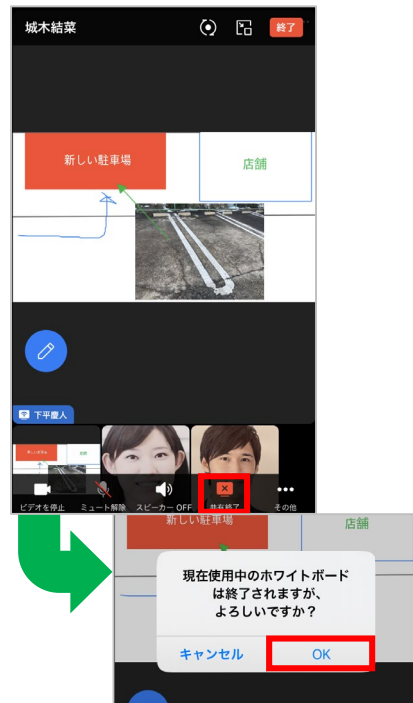 城木結菜
終了
新しい駐車場
店舗
下平慶人
新しい駐車場
店舗
ビデオを停止
ミュート解除
スピーカー OFF
共有終了
その他
新しい駐車場
店舗
現在使用中のホワイトボード
は終了されますが、
よろしいですか？
キャンセル
OK